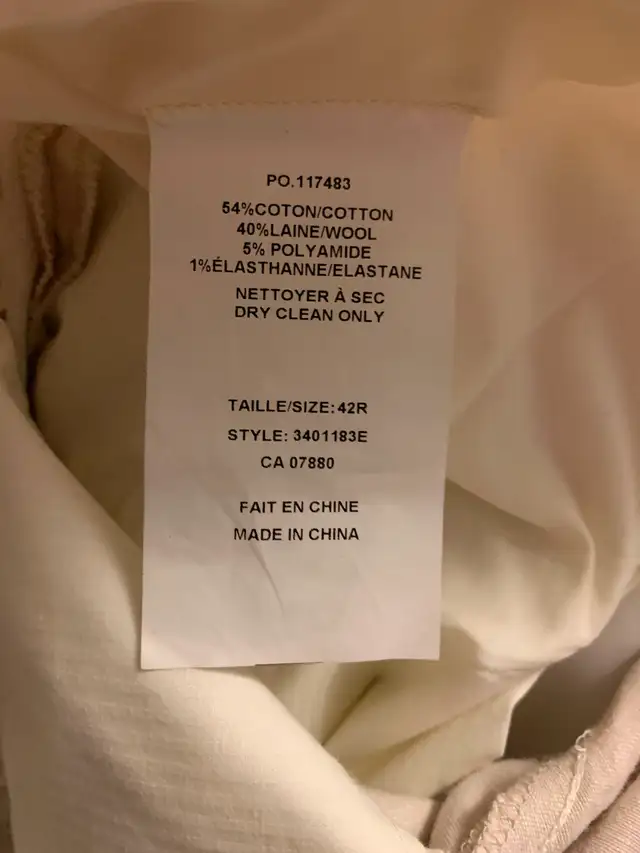 PO.117483
54%COTON/COTTON
40%LAINE/WOOL
5% POLYAMIDE
1%ÉLASTHANNE/ELASTANE
NETTOYER À SEC
DRY CLEAN ONLY
TAILLE/SIZE:42R
STYLE: 3401183E
CA 07880
FAIT EN CHINE
MADE IN CHINA